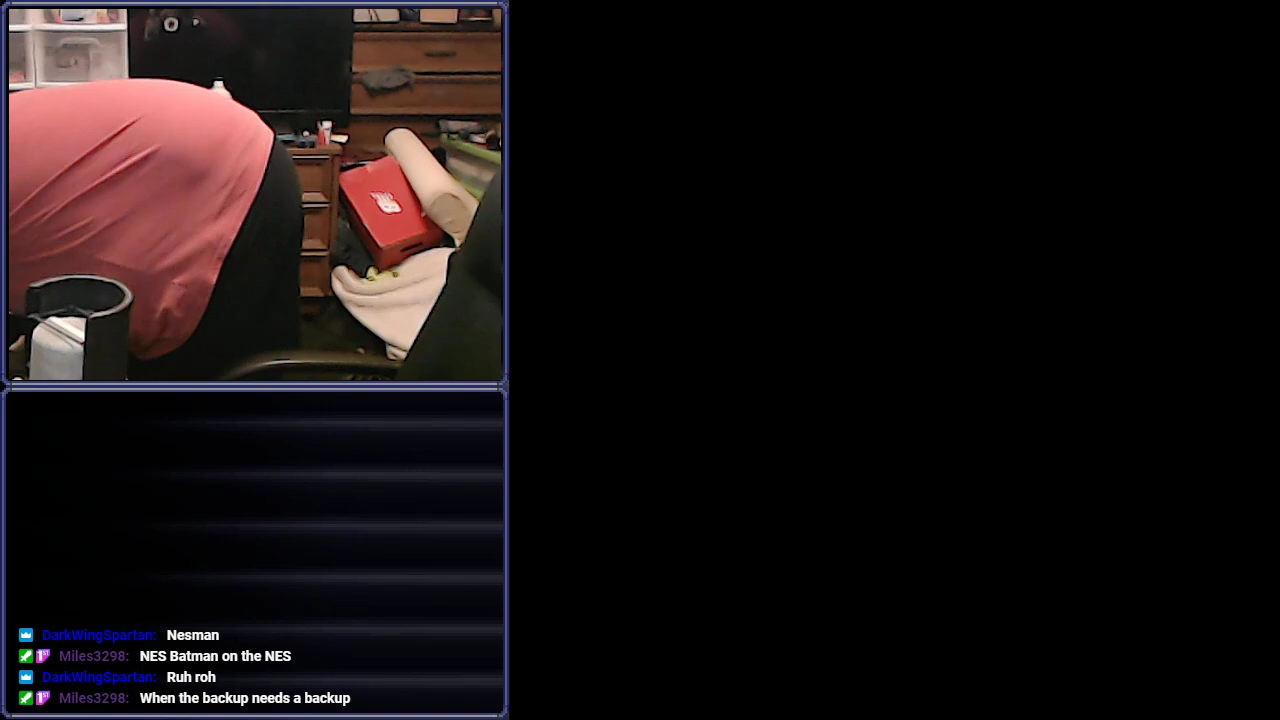 DarkWingSpartan: Nesman
Miles3298: NES Batman on the NES
DarkWingSpartan: Ruh roh
Miles3298: When the backup needs a backup